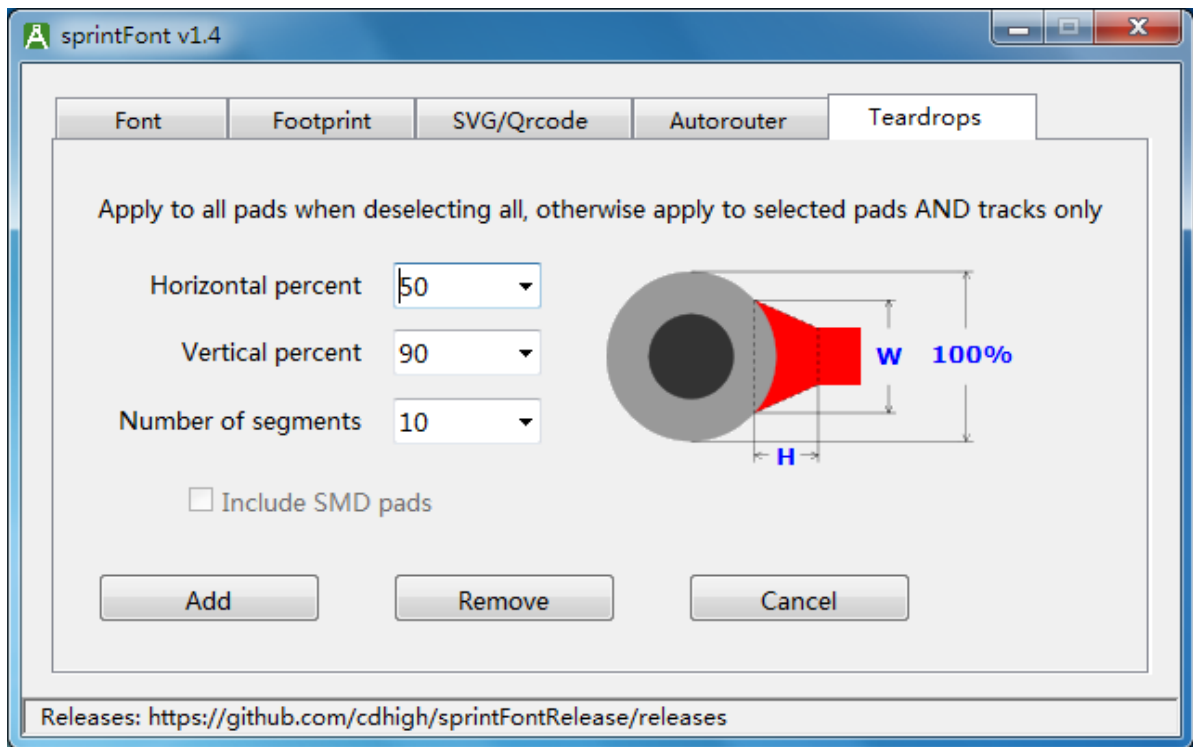 sprintFont v1.4
Font Footprint SVG/Qrcode Autorouter Teardrops
Apply to all pads when deselecting all, otherwise apply to selected pads AND tracks only
Horizontal percent 50
Vertical percent 90
Number of segments 10
W 100%
H
Include SMD pads
Add Remove Cancel
Releases: https://github.com/cdhigh/sprintFontRelease/releases